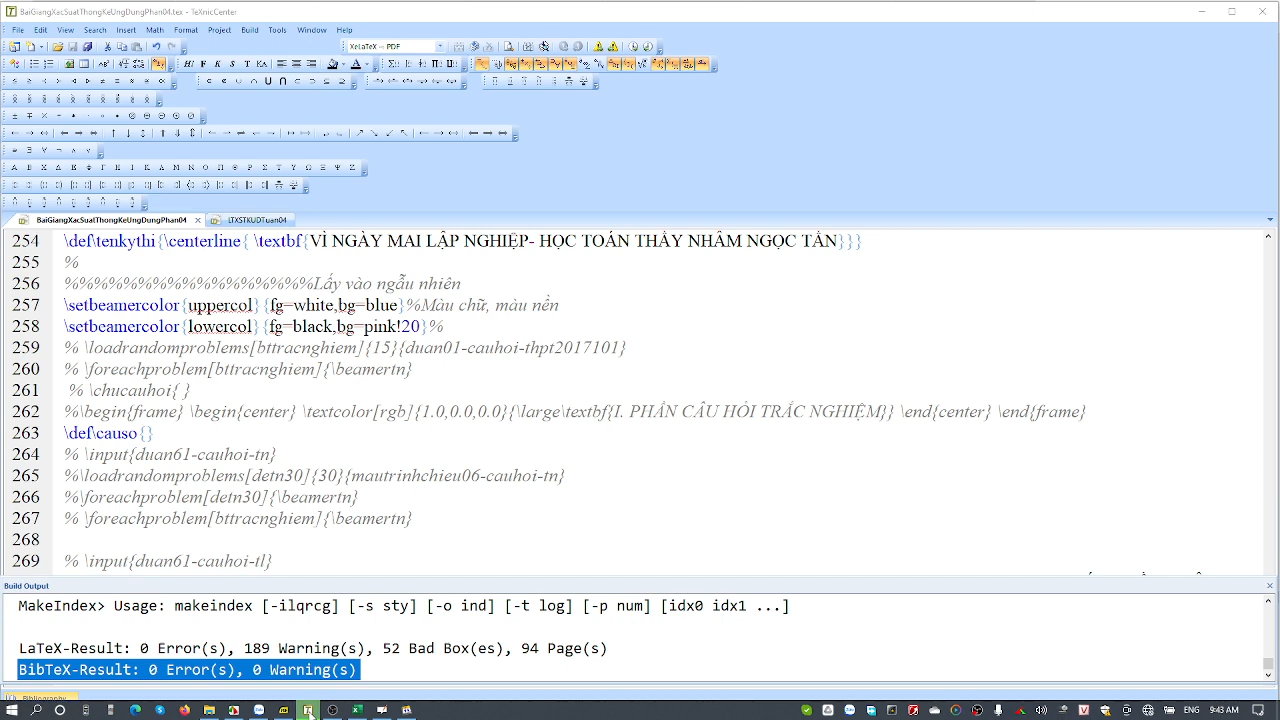 BaiGiangXacSuatThongKeUngDungPhan04.tex - TeXnicCenter
File Edit View Search Insert Math Format Project Build Tools Window Help
XeLaTeX ⇨ PDF
BaiGiangXacSuatThongKeUngDungPhan04 LTXSTKUDTuan04
254 \def\tenkythi{\centerline{ \textbf{VÌ NGÀY MAI LẬP NGHIỆP- HỌC TOÁN THẦY NHÂM NGỌC TẦN}}}
255 %
256 %%%%%%%%%%%%%%%%%Lấy vào ngẫu nhiên
257 \setbeamercolor{uppercol}{fg=white,bg=blue}%Màu chữ, màu nền
258 \setbeamercolor{lowercol}{fg=black,bg=pink!20}%
259 % \loadrandomproblems[bttracnghiem]{15}{duan01-cauhoi-thpt2017101}
260 % \foreachproblem[bttracnghiem]{\beamertn}
261 % \chucauhoi{ }
262 %\begin{frame} \begin{center} \textcolor[rgb]{1.0,0.0,0.0}{\large\textbf{I. PHẦN CÂU HỎI TRẮC NGHIỆM}} \end{center} \end{frame}
263 \def\causo{}
264 % \input{duan61-cauhoi-tn}
265 %\loadrandomproblems[detn30]{30}{mautrinhchieu06-cauhoi-tn}
266 %\foreachproblem[detn30]{\beamertn}
267 % \foreachproblem[bttracnghiem]{\beamertn}
268
269 % \input{duan61-cauhoi-tl}
Build Output
MakeIndex> Usage: makeindex [-ilqrcg] [-s sty] [-o ind] [-t log] [-p num] [idx0 idx1 ...]
LaTeX-Result: 0 Error(s), 189 Warning(s), 52 Bad Box(es), 94 Page(s)
BibTeX-Result: 0 Error(s), 0 Warning(s)
Bibliography
ENG 9:43 AM